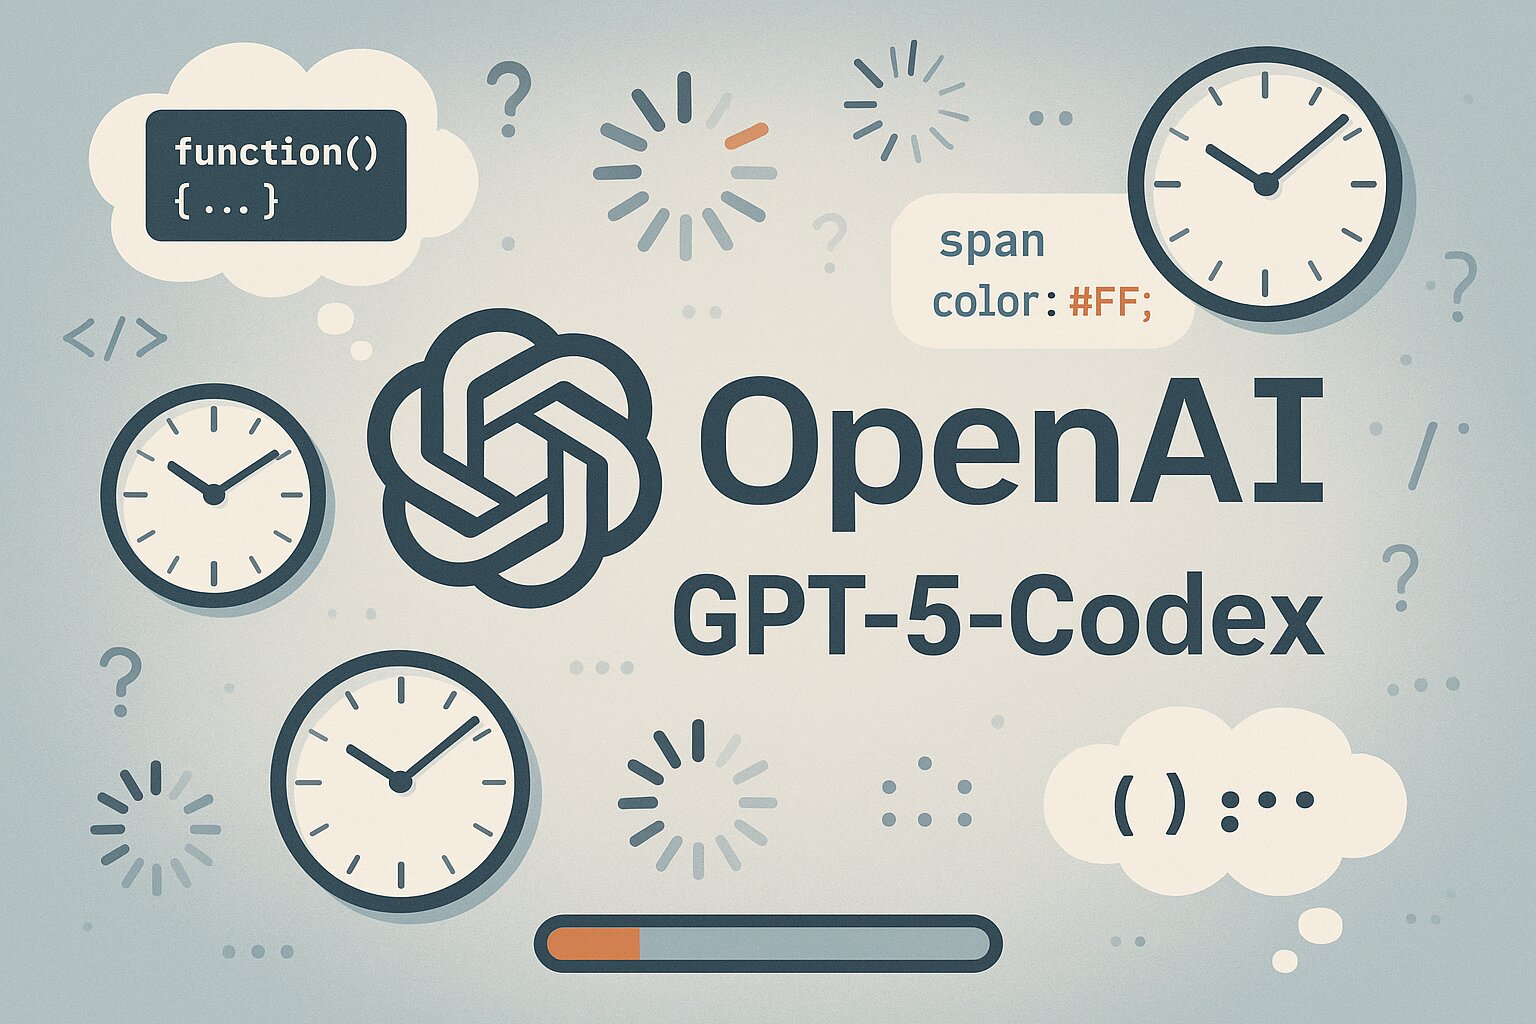 function()
{...}
?
?
span
color: #FF;
?
</>
OpenAI
/
GPT-5-Codex
?
?
() :••